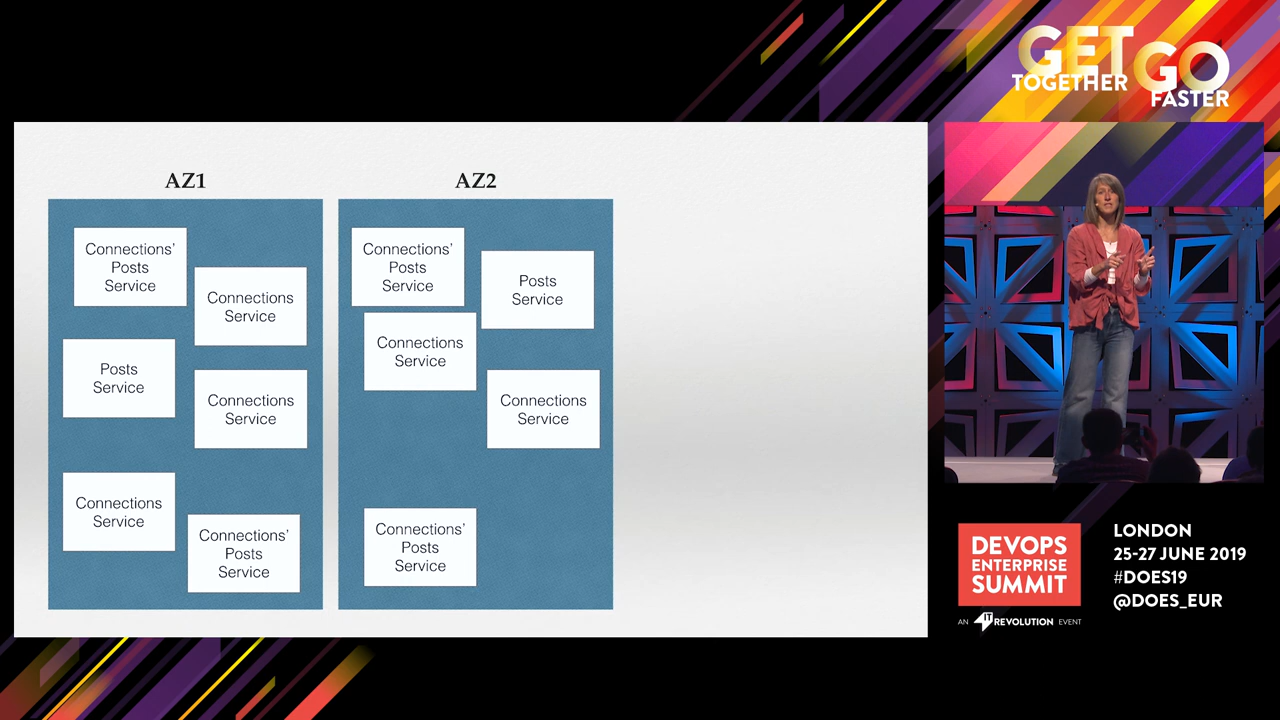 GET
TOGETHER
GO
FASTER
AZ1
AZ2
Connections’
Posts
Service
Connections
Service
Posts
Service
Connections
Service
Connections
Service
Connections’
Posts
Service
Connections’
Posts
Service
Posts
Service
Connections
Service
Connections
Service
Connections’
Posts
Service
DEVOPS
ENTERPRISE
SUMMIT
AN IT REVOLUTION EVENT
LONDON
25-27 JUNE 2019
#DOES19
@DOES_EUR